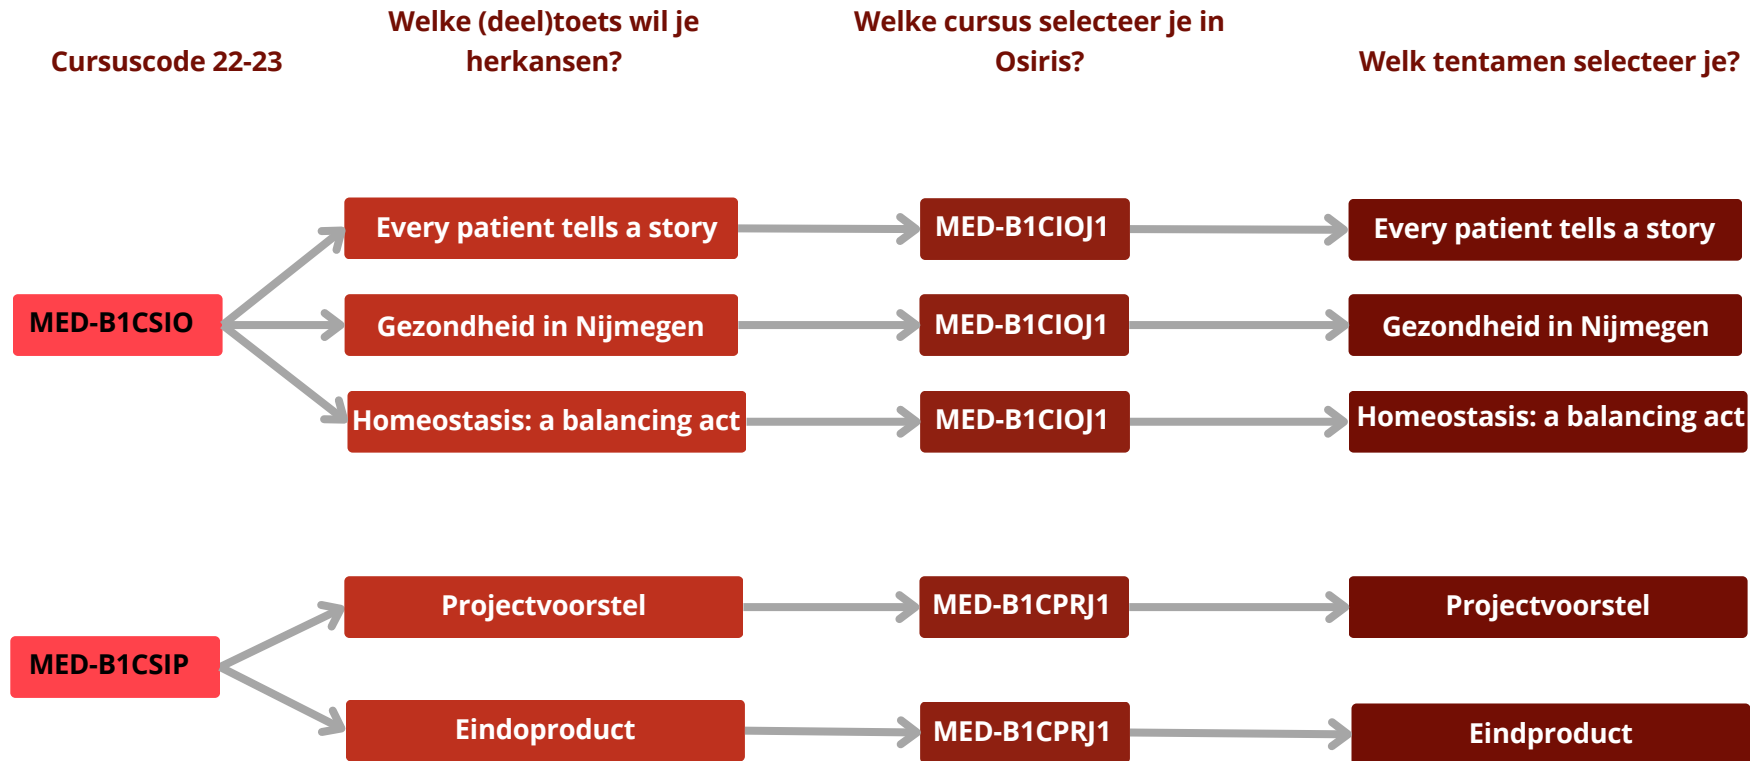 Cursuscode 22-23
Welke (deel)toets wil je
herkansen?
Welke cursus selecteer je in
Osiris?
Welk tentamen selecteer je?
MED-B1CSIO
Every patient tells a story
MED-B1CIOJ1
Every patient tells a story
Gezondheid in Nijmegen
MED-B1CIOJ1
Gezondheid in Nijmegen
Homeostasis: a balancing act
MED-B1CIOJ1
Homeostasis: a balancing act
MED-B1CSIP
Projectvoorstel
MED-B1CPRJ1
Projectvoorstel
Eindoproduct
MED-B1CPRJ1
Eindproduct